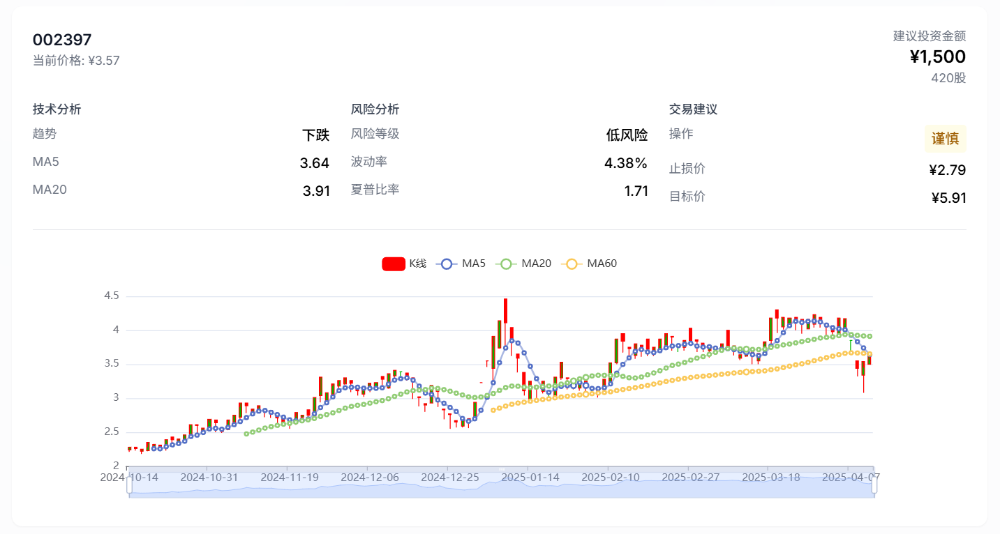 002397
当前价格: ¥3.57
建议投资金额
¥1,500
420股
技术分析
趋势 下跌
MA5 3.64
MA20 3.91
风险分析
风险等级 低风险
波动率 4.38%
夏普比率 1.71
交易建议
操作 谨慎
止损价 ¥2.79
目标价 ¥5.91
K线 MA5 MA20 MA60
4.5
4
3.5
3
2.5
2
2024-10-14 2024-10-31 2024-11-19 2024-12-06 2024-12-25 2025-01-14 2025-02-10 2025-02-27 2025-03-18 2025-04-07